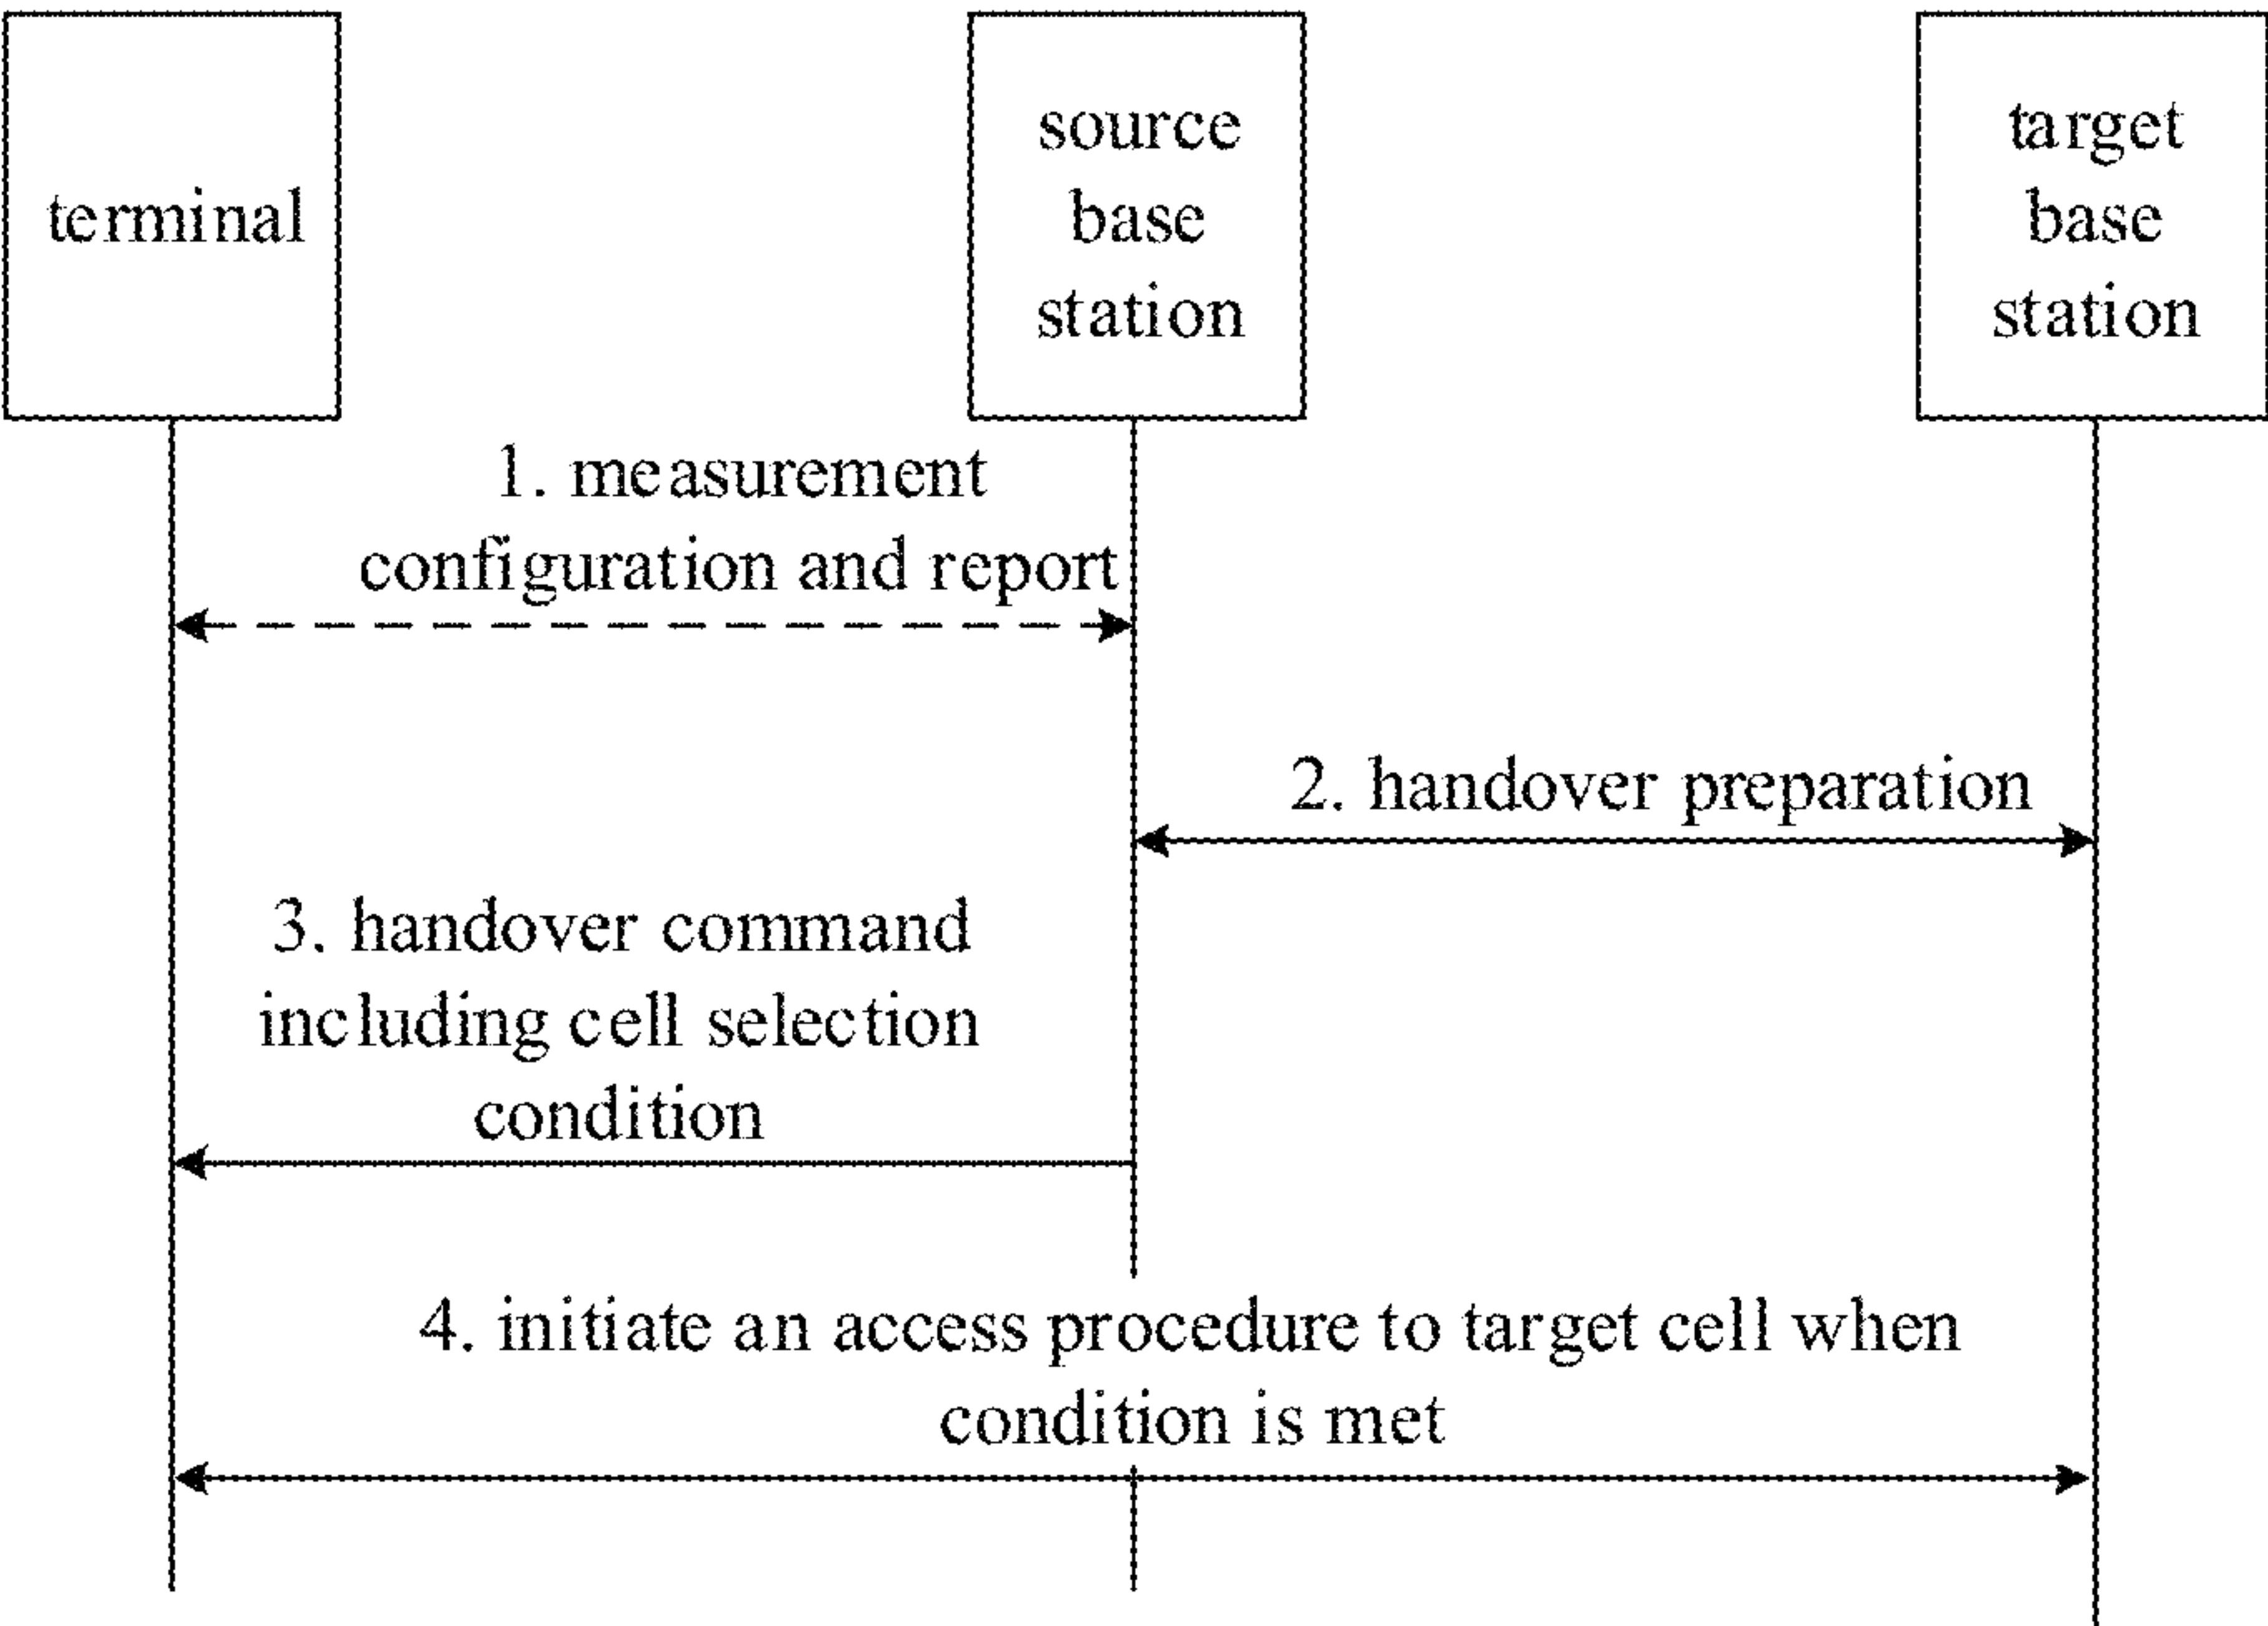 terminal
source
base
station
target
base
station
1. measurement
configuration and report
2. handover preparation
3. handover command
including cell selection
condition
4. initiate an access procedure to target cell when
condition is met